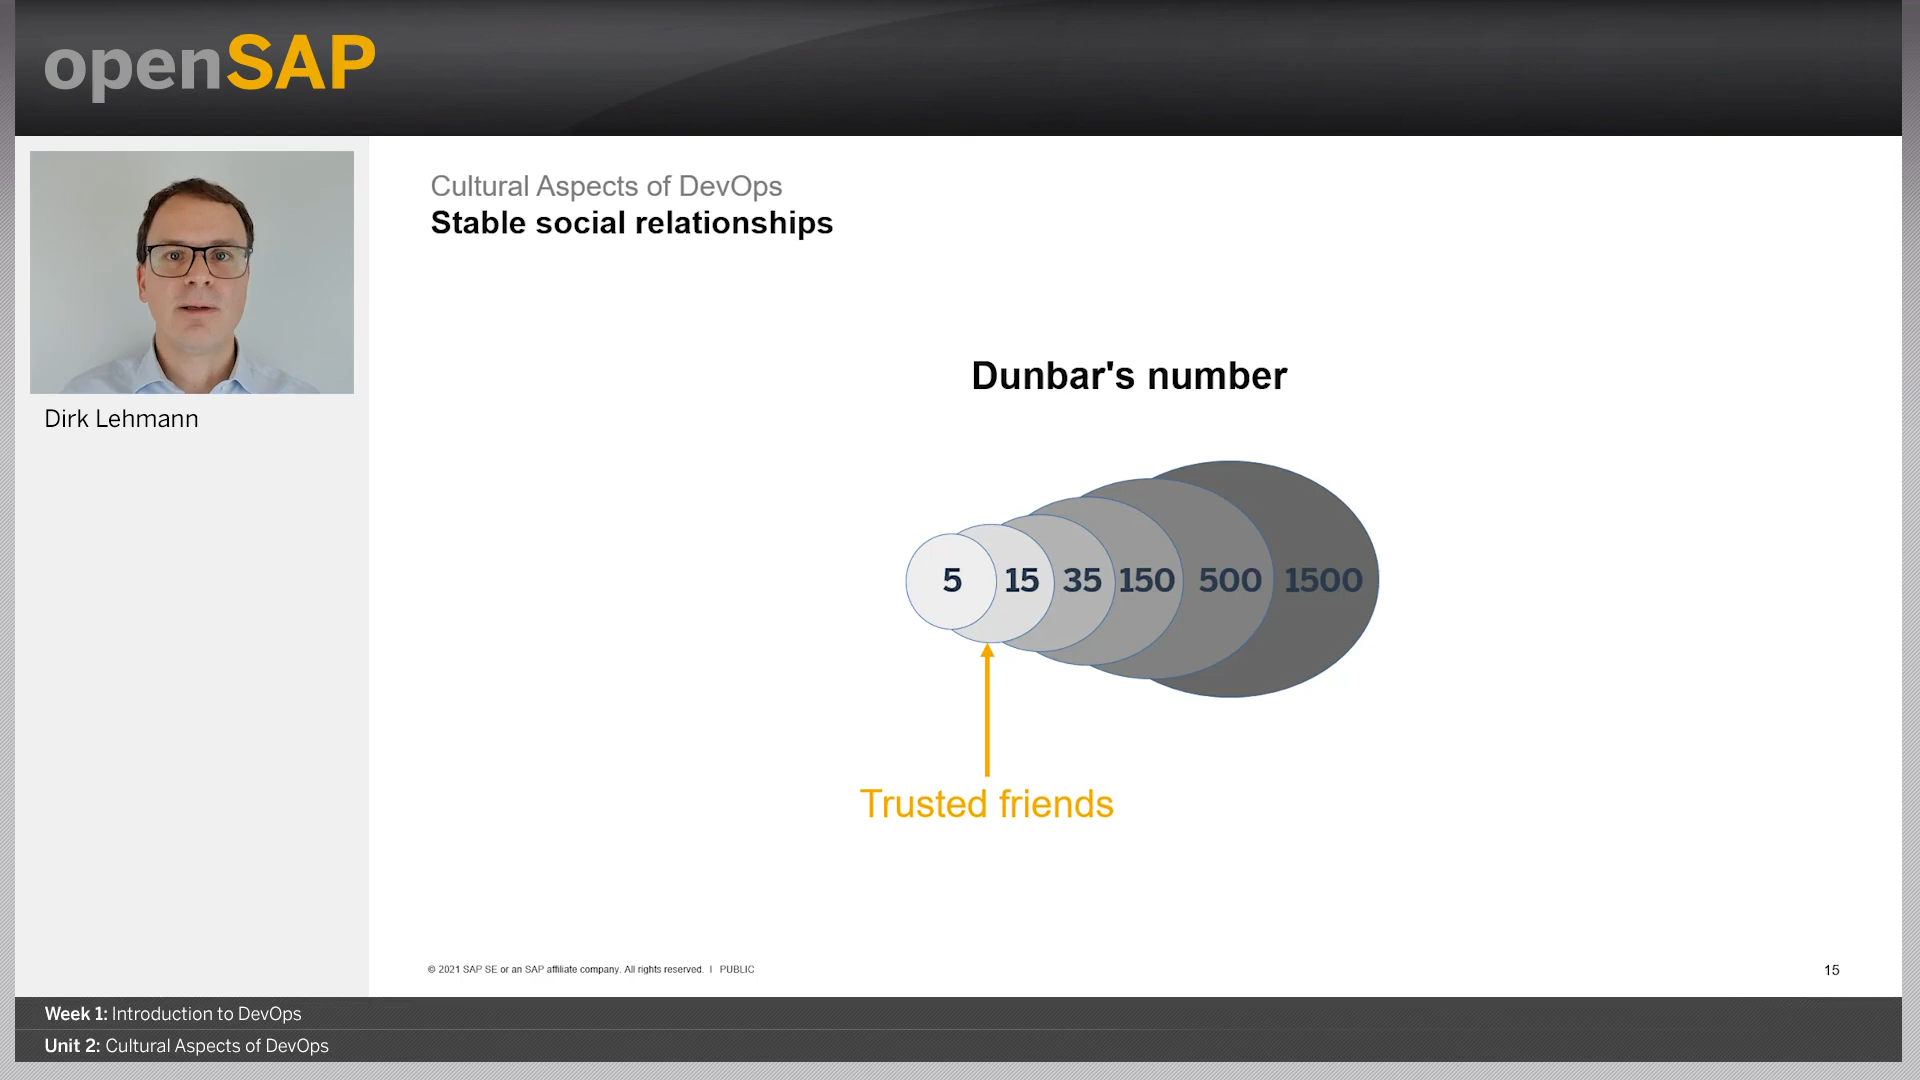 openSAP
Dirk Lehmann
Cultural Aspects of DevOps
Stable social relationships
Dunbar's number
5 15 35 150 500 1500
Trusted friends
© 2021 SAP SE or an SAP affiliate company. All rights reserved. I PUBLIC
15
Week 1: Introduction to DevOps
Unit 2: Cultural Aspects of DevOps